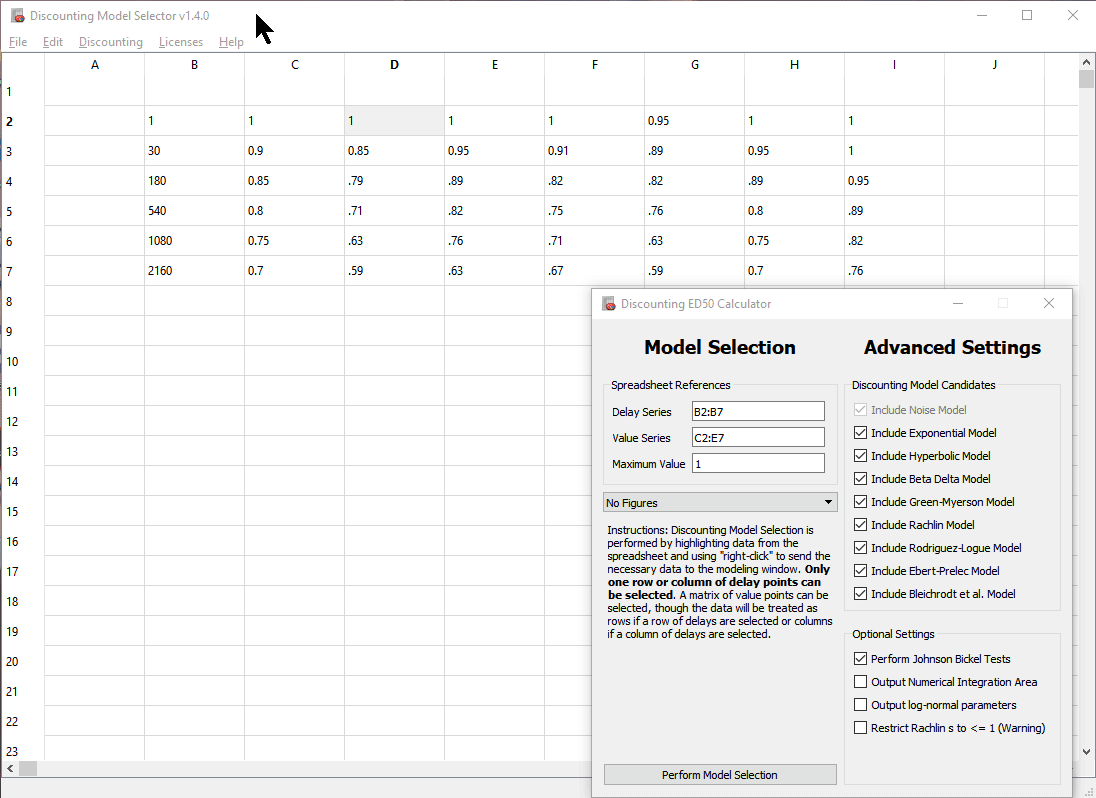 Discounting Model Selector v1.4.0
File Edit Discounting Licenses Help
A B C D E F G H I J
1
2 1 1 1 1 1 0.95 1 1
3 30 0.9 0.85 0.95 0.91 .89 0.95 1
4 180 0.85 .79 .89 .82 .82 .89 0.95
5 540 0.8 .71 .82 .75 .76 0.8 .89
6 1080 0.75 .63 .76 .71 .63 0.75 .82
7 2160 0.7 .59 .63 .67 .59 0.7 .76
8
9
10
11
12
13
14
15
16
17
18
19
20
21
22
23
Discounting ED50 Calculator
Model Selection
Spreadsheet References
Delay Series B2:B7
Value Series C2:E7
Maximum Value 1
No Figures
Instructions: Discounting Model Selection is
performed by highlighting data from the
spreadsheet and using "right-click" to send the
necessary data to the modeling window. Only
one row or column of delay points can
be selected. A matrix of value points can be
selected, though the data will be treated as
rows if a row of delays are selected or columns
if a column of delays are selected.
Perform Model Selection
Advanced Settings
Discounting Model Candidates
Include Noise Model
Include Exponential Model
Include Hyperbolic Model
Include Beta Delta Model
Include Green-Myerson Model
Include Rachlin Model
Include Rodriguez-Logue Model
Include Ebert-Prelec Model
Include Bleichrodt et al. Model
Optional Settings
Perform Johnson Bickel Tests
Output Numerical Integration Area
Output log-normal parameters
Restrict Rachlin s to <= 1 (Warning)